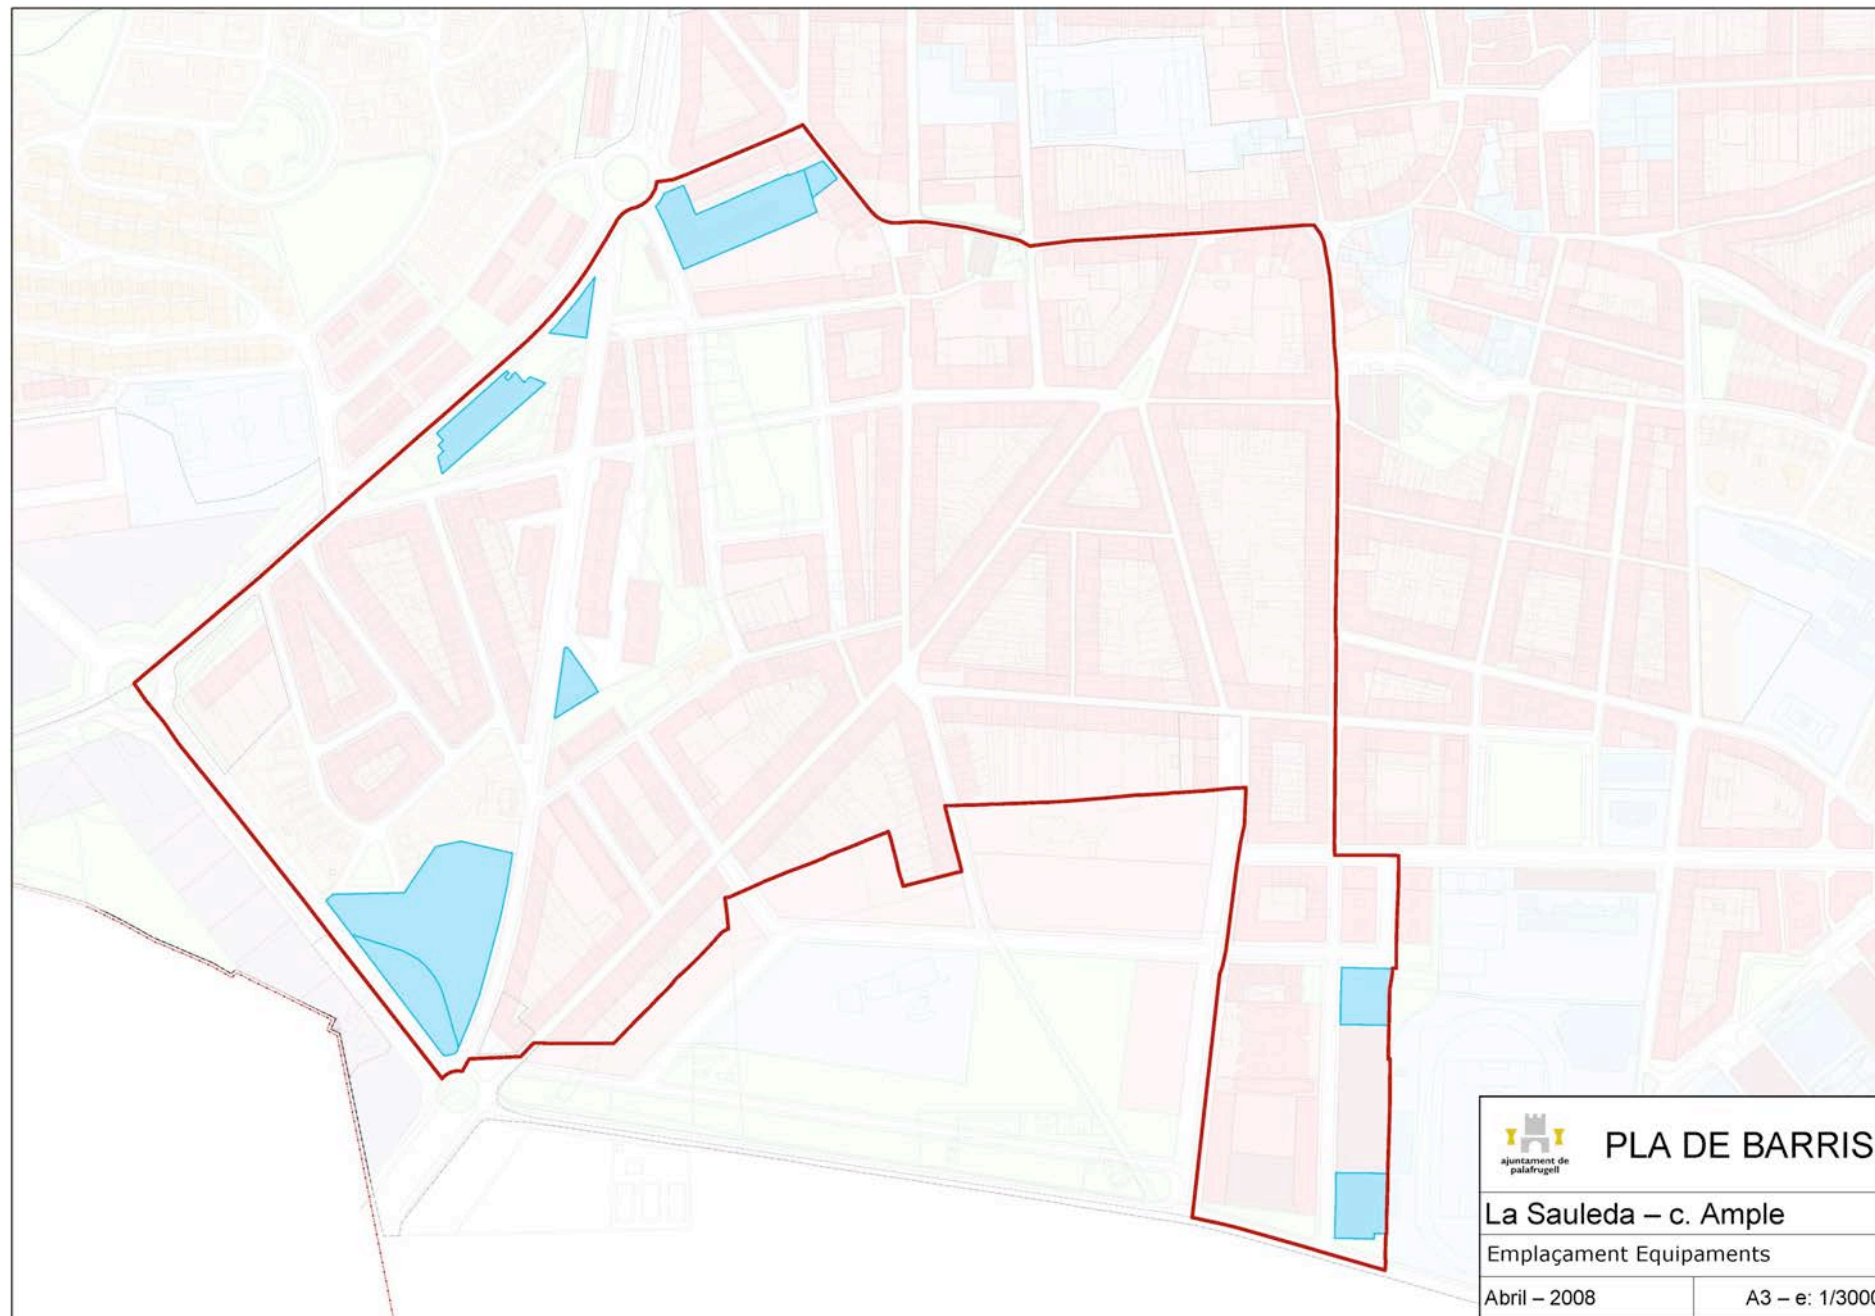 ajuntament de
palafrugell
PLA DE BARRIS
La Sauleda – c. Ample
Emplaçament Equipaments
Abril – 2008
A3 – e: 1/3000